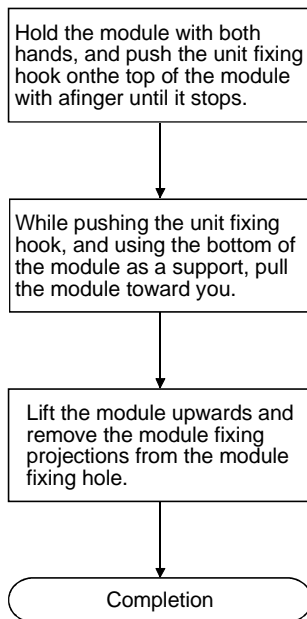 Hold the module with both
hands, and push the unit fixing
hook onthe top of the module
with afinger until it stops.
While pushing the unit fixing
hook, and using the bottom of
the module as a support, pull
the module toward you.
Lift the module upwards and
remove the module fixing
projections from the module
fixing hole.
Completion